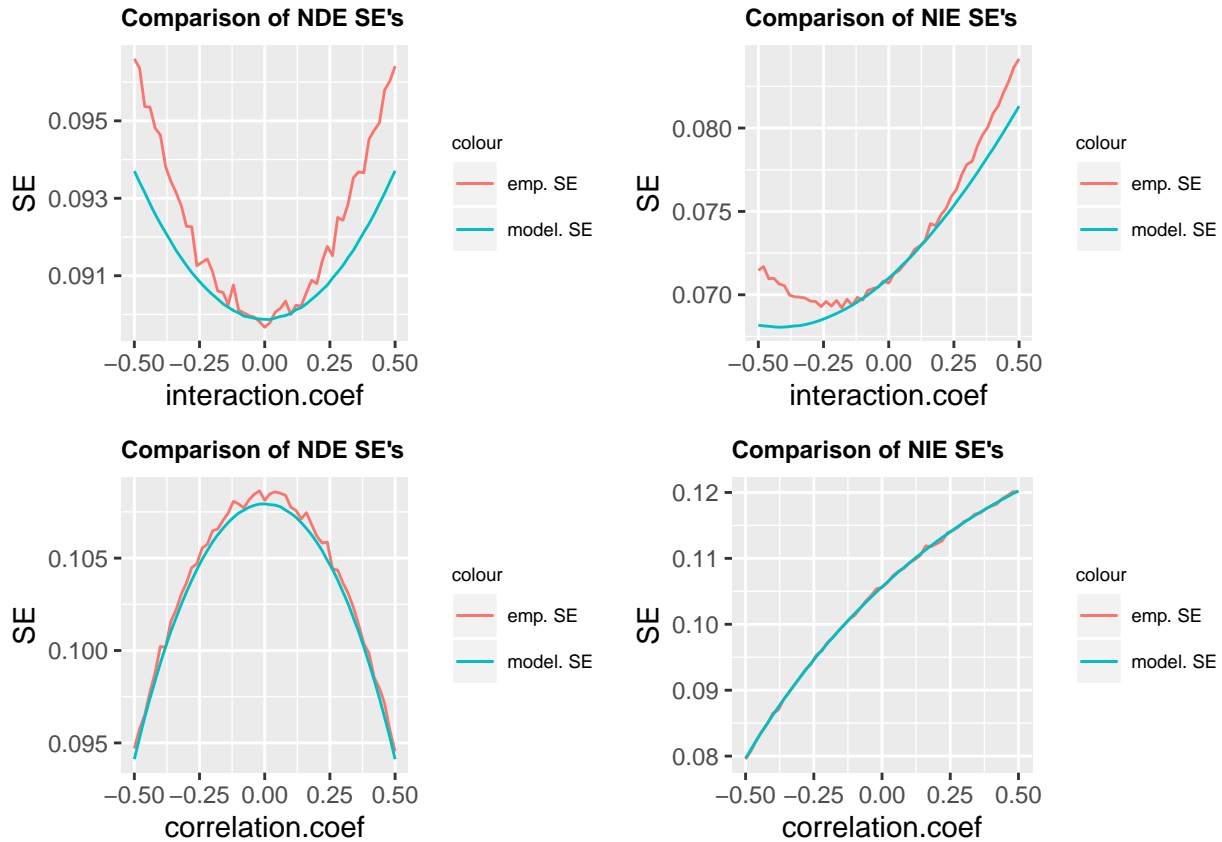 Comparison of NDE SE's
SE
0.095
0.093
0.091
−0.50 −0.25 0.00 0.25 0.50
interaction.coef
colour
emp. SE
model. SE
Comparison of NIE SE's
SE
0.080
0.075
0.070
−0.50 −0.25 0.00 0.25 0.50
interaction.coef
colour
emp. SE
model. SE
Comparison of NDE SE's
SE
0.105
0.100
0.095
−0.50 −0.25 0.00 0.25 0.50
correlation.coef
colour
emp. SE
model. SE
Comparison of NIE SE's
SE
0.12
0.11
0.10
0.09
0.08
−0.50 −0.25 0.00 0.25 0.50
correlation.coef
colour
emp. SE
model. SE